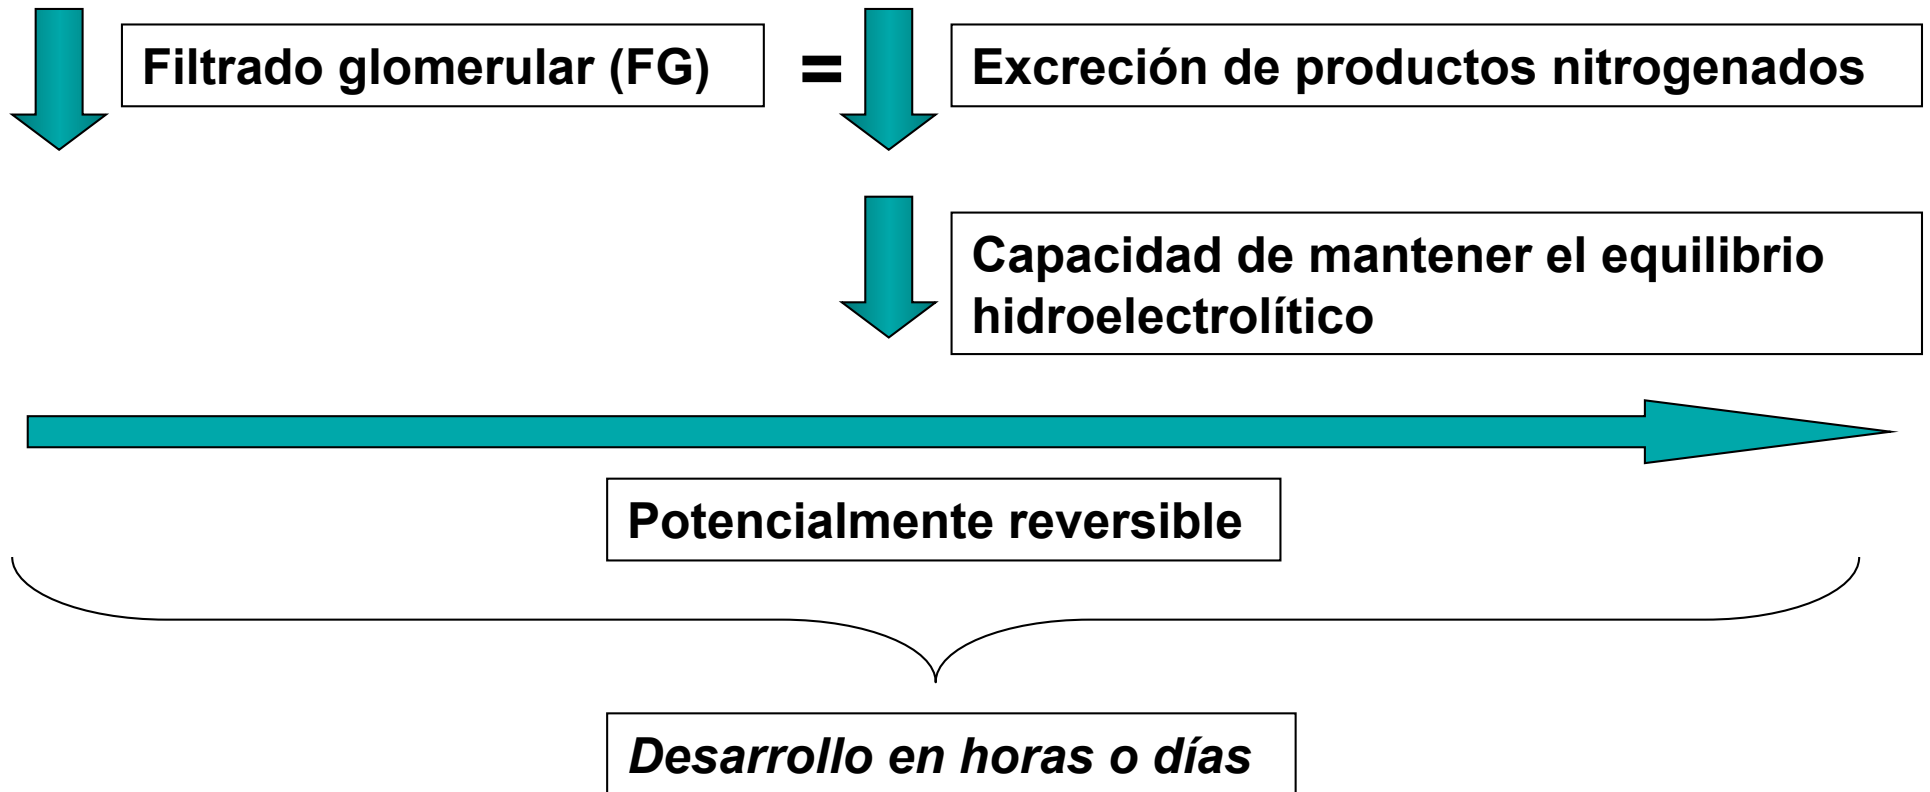 Filtrado glomerular (FG) = Excreción de productos nitrogenados
Capacidad de mantener el equilibrio
hidroelectrolítico
Potencialmente reversible
Desarrollo en horas o días